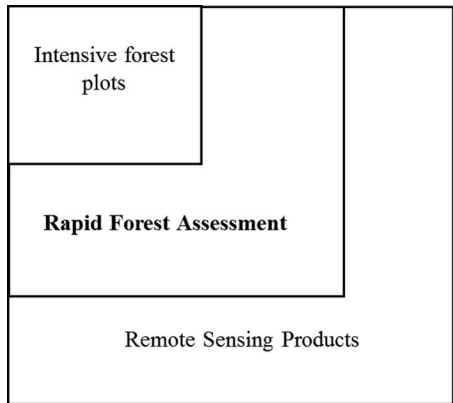 Intensive forest
plots
Rapid Forest Assessment
Remote Sensing Products